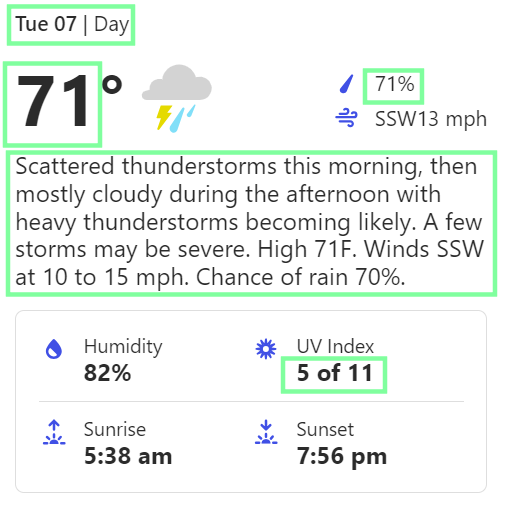 Tue 07 | Day
71°
71%
SSW13 mph
Scattered thunderstorms this morning, then
mostly cloudy during the afternoon with
heavy thunderstorms becoming likely. A few
storms may be severe. High 71F. Winds SSW
at 10 to 15 mph. Chance of rain 70%.
Humidity
82%
UV Index
5 of 11
Sunrise
5:38 am
Sunset
7:56 pm